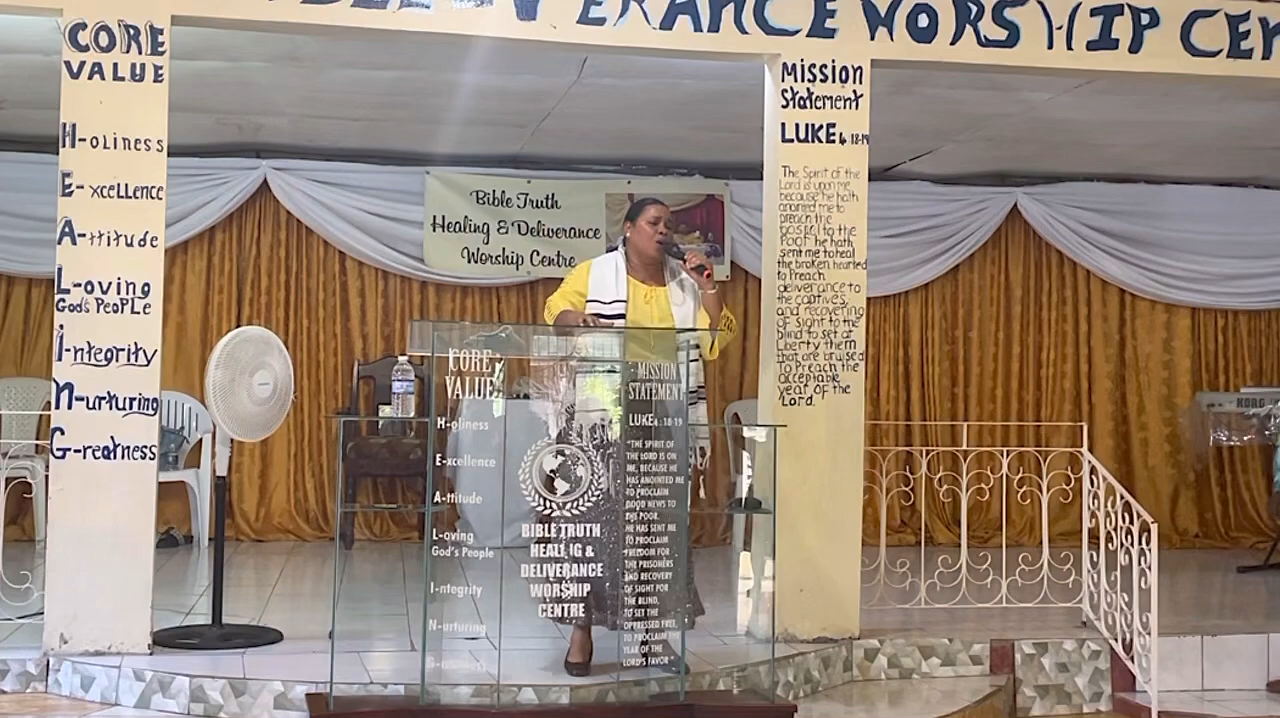 DELIVERANCE WORSHIP CEN
CORE
VALUE
H-oliness
E-xcellence
A-ttitude
L-oving
God's PeoPLe
I-ntegrity
N-urturing
G-reatness
Bible Truth
Healing & Deliverance
Worship Centre
Mission
Statement
LUKE 4:18-19
The Spirit of the
Lord is upon me
because he hath
preach the
gospel to the
Poor he hath
sent me to heal
the broken hearted
to Preach
deliverance to
the captives,
and recovering
of sight to the
blind to set at
Liberty them
that are bruised
To Preach the
acceptable
year of the
Lord.
CORE
VALUE
H-oliness
E-xcellence
A-ttitude
L-oving
God's People
I-ntegrity
N-urturing
BIBLE TRUTH
HEALIG &
DELIVERANCE
WORSHIP
CENTRE
MISSION
STATEMENT
LUKE4:18-19
"THE SPIRIT OF
THE LORD IS ON
ME, BECAUSE HE
HAS ANOINTED ME
TO PROCLAIM
GOOD NEWS TO
THE POOR.
HE HAS SENT ME
TO PROCLAIM
FREEDOM FOR
THE PRISONERS
AND RECOVERY
OF SIGHT FOR
THE BLIND,
TO SET THE
OPPRESSED FREE,
TO PROCLAIM THE
YEAR OF THE
LORD'S FAVOR"
KORG